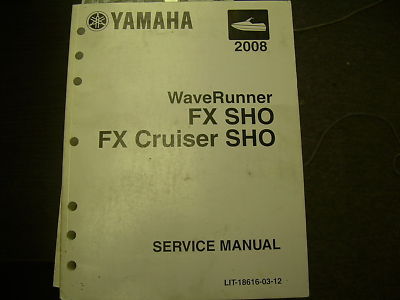 YAMAHA
2008
WaveRunner
FX SHO
FX Cruiser SHO
SERVICE MANUAL
LIT-18616-03-12